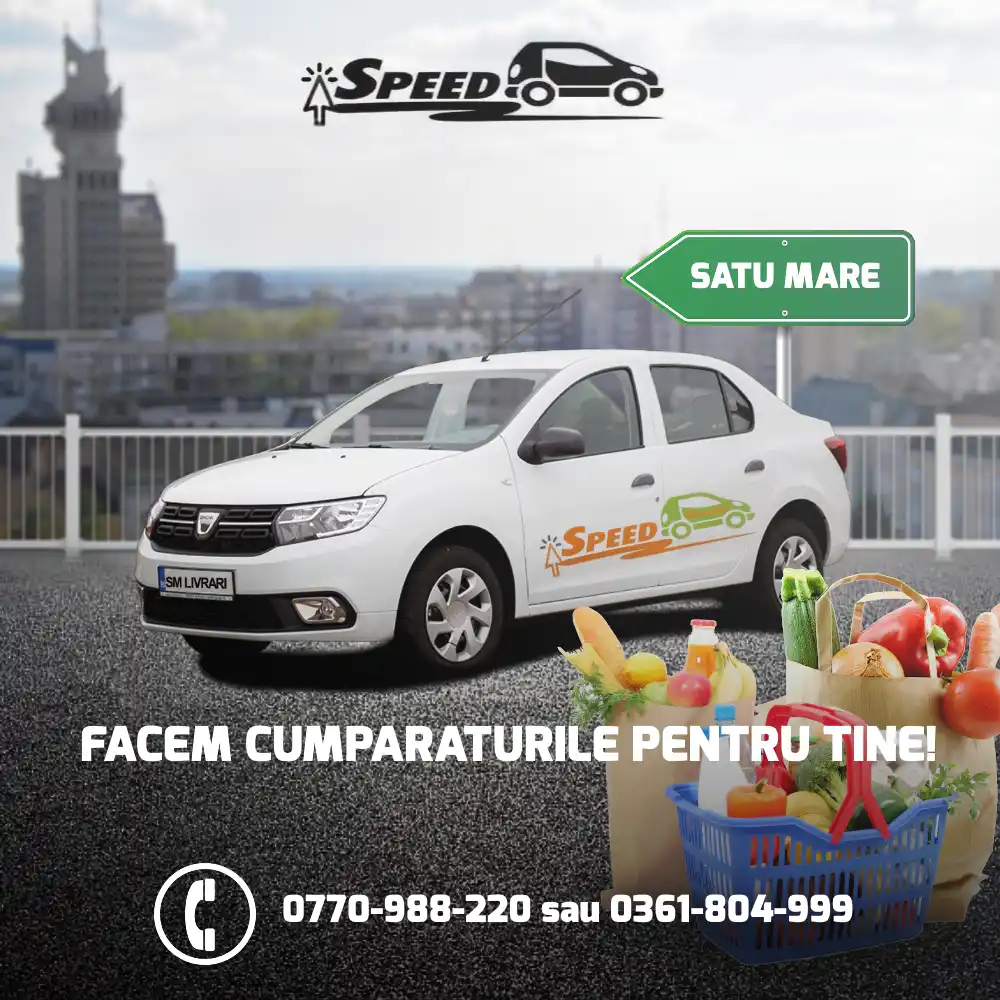 SPEED
SATU MARE
SPEED
SM LIVRARI
FACEM CUMPARATURILE PENTRU TINE!
0770-988-220 sau 0361-804-999